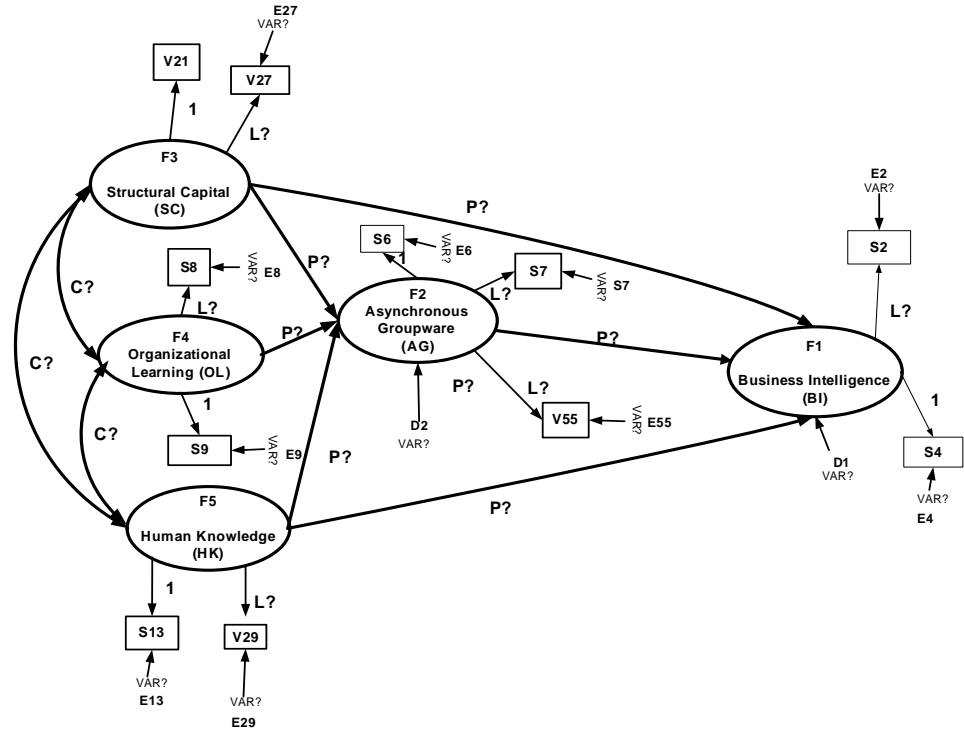 E27
VAR?
V21
V27
1
L?
F3
Structural Capital
(SC)
P?
E2
VAR?
S2
S8
VAR?
E8
S6
VAR?
E6
1
P?
S7
VAR?
S7
L?
C?
L?
F2
Asynchronous
Groupware
(AG)
F4
Organizational
Learning (OL)
P?
P?
L?
F1
Business Intelligence
(BI)
C?
1
P?
L?
1
C?
S9
VAR?
E9
D2
VAR?
V55
VAR?
E55
S4
P?
D1
VAR?
VAR?
E4
F5
Human Knowledge
(HK)
P?
1
L?
S13
V29
VAR?
E13
VAR?
E29